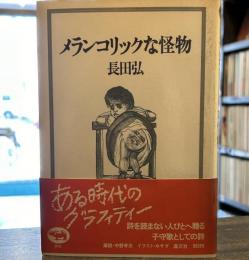 メランコリックな怪物
長田弘
ある時代の
グラフィティー
詩を読まない人びとへ贈る
子守歌としての詩